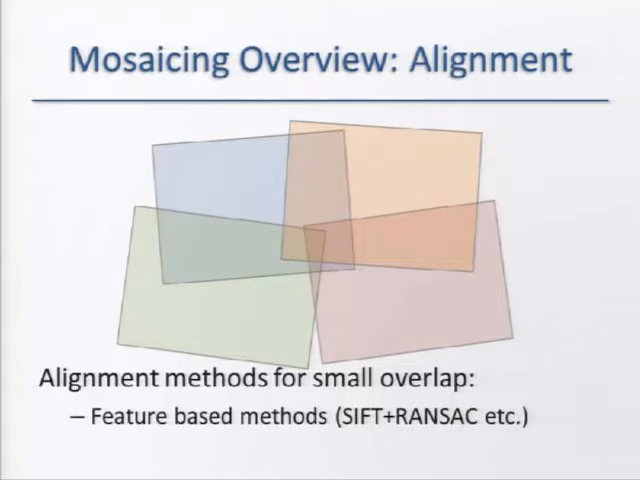 Mosaicing Overview: Alignment
Alignment methods for small overlap:
– Feature based methods (SIFT+RANSAC etc.)